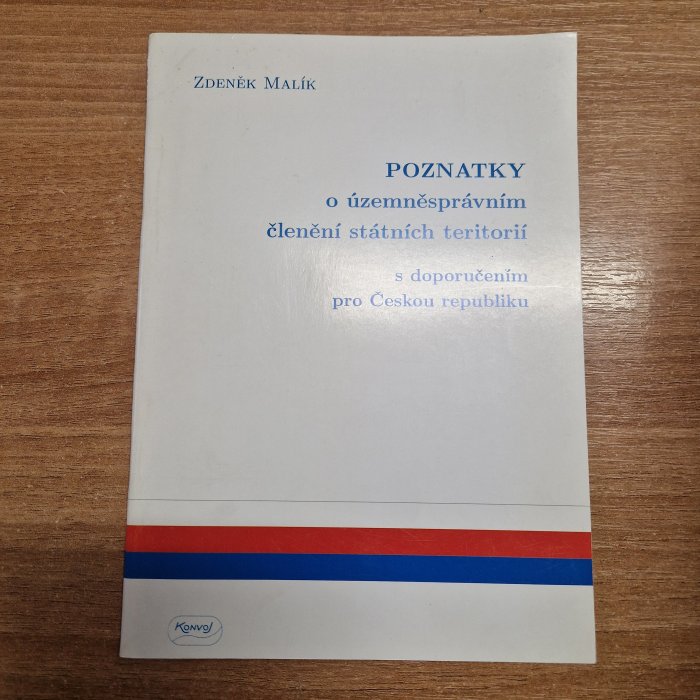 Zdeněk Malík
POZNATKY
o územněsprávním
členění státních teritorií
s doporučením
pro Českou republiku
KONVOJ